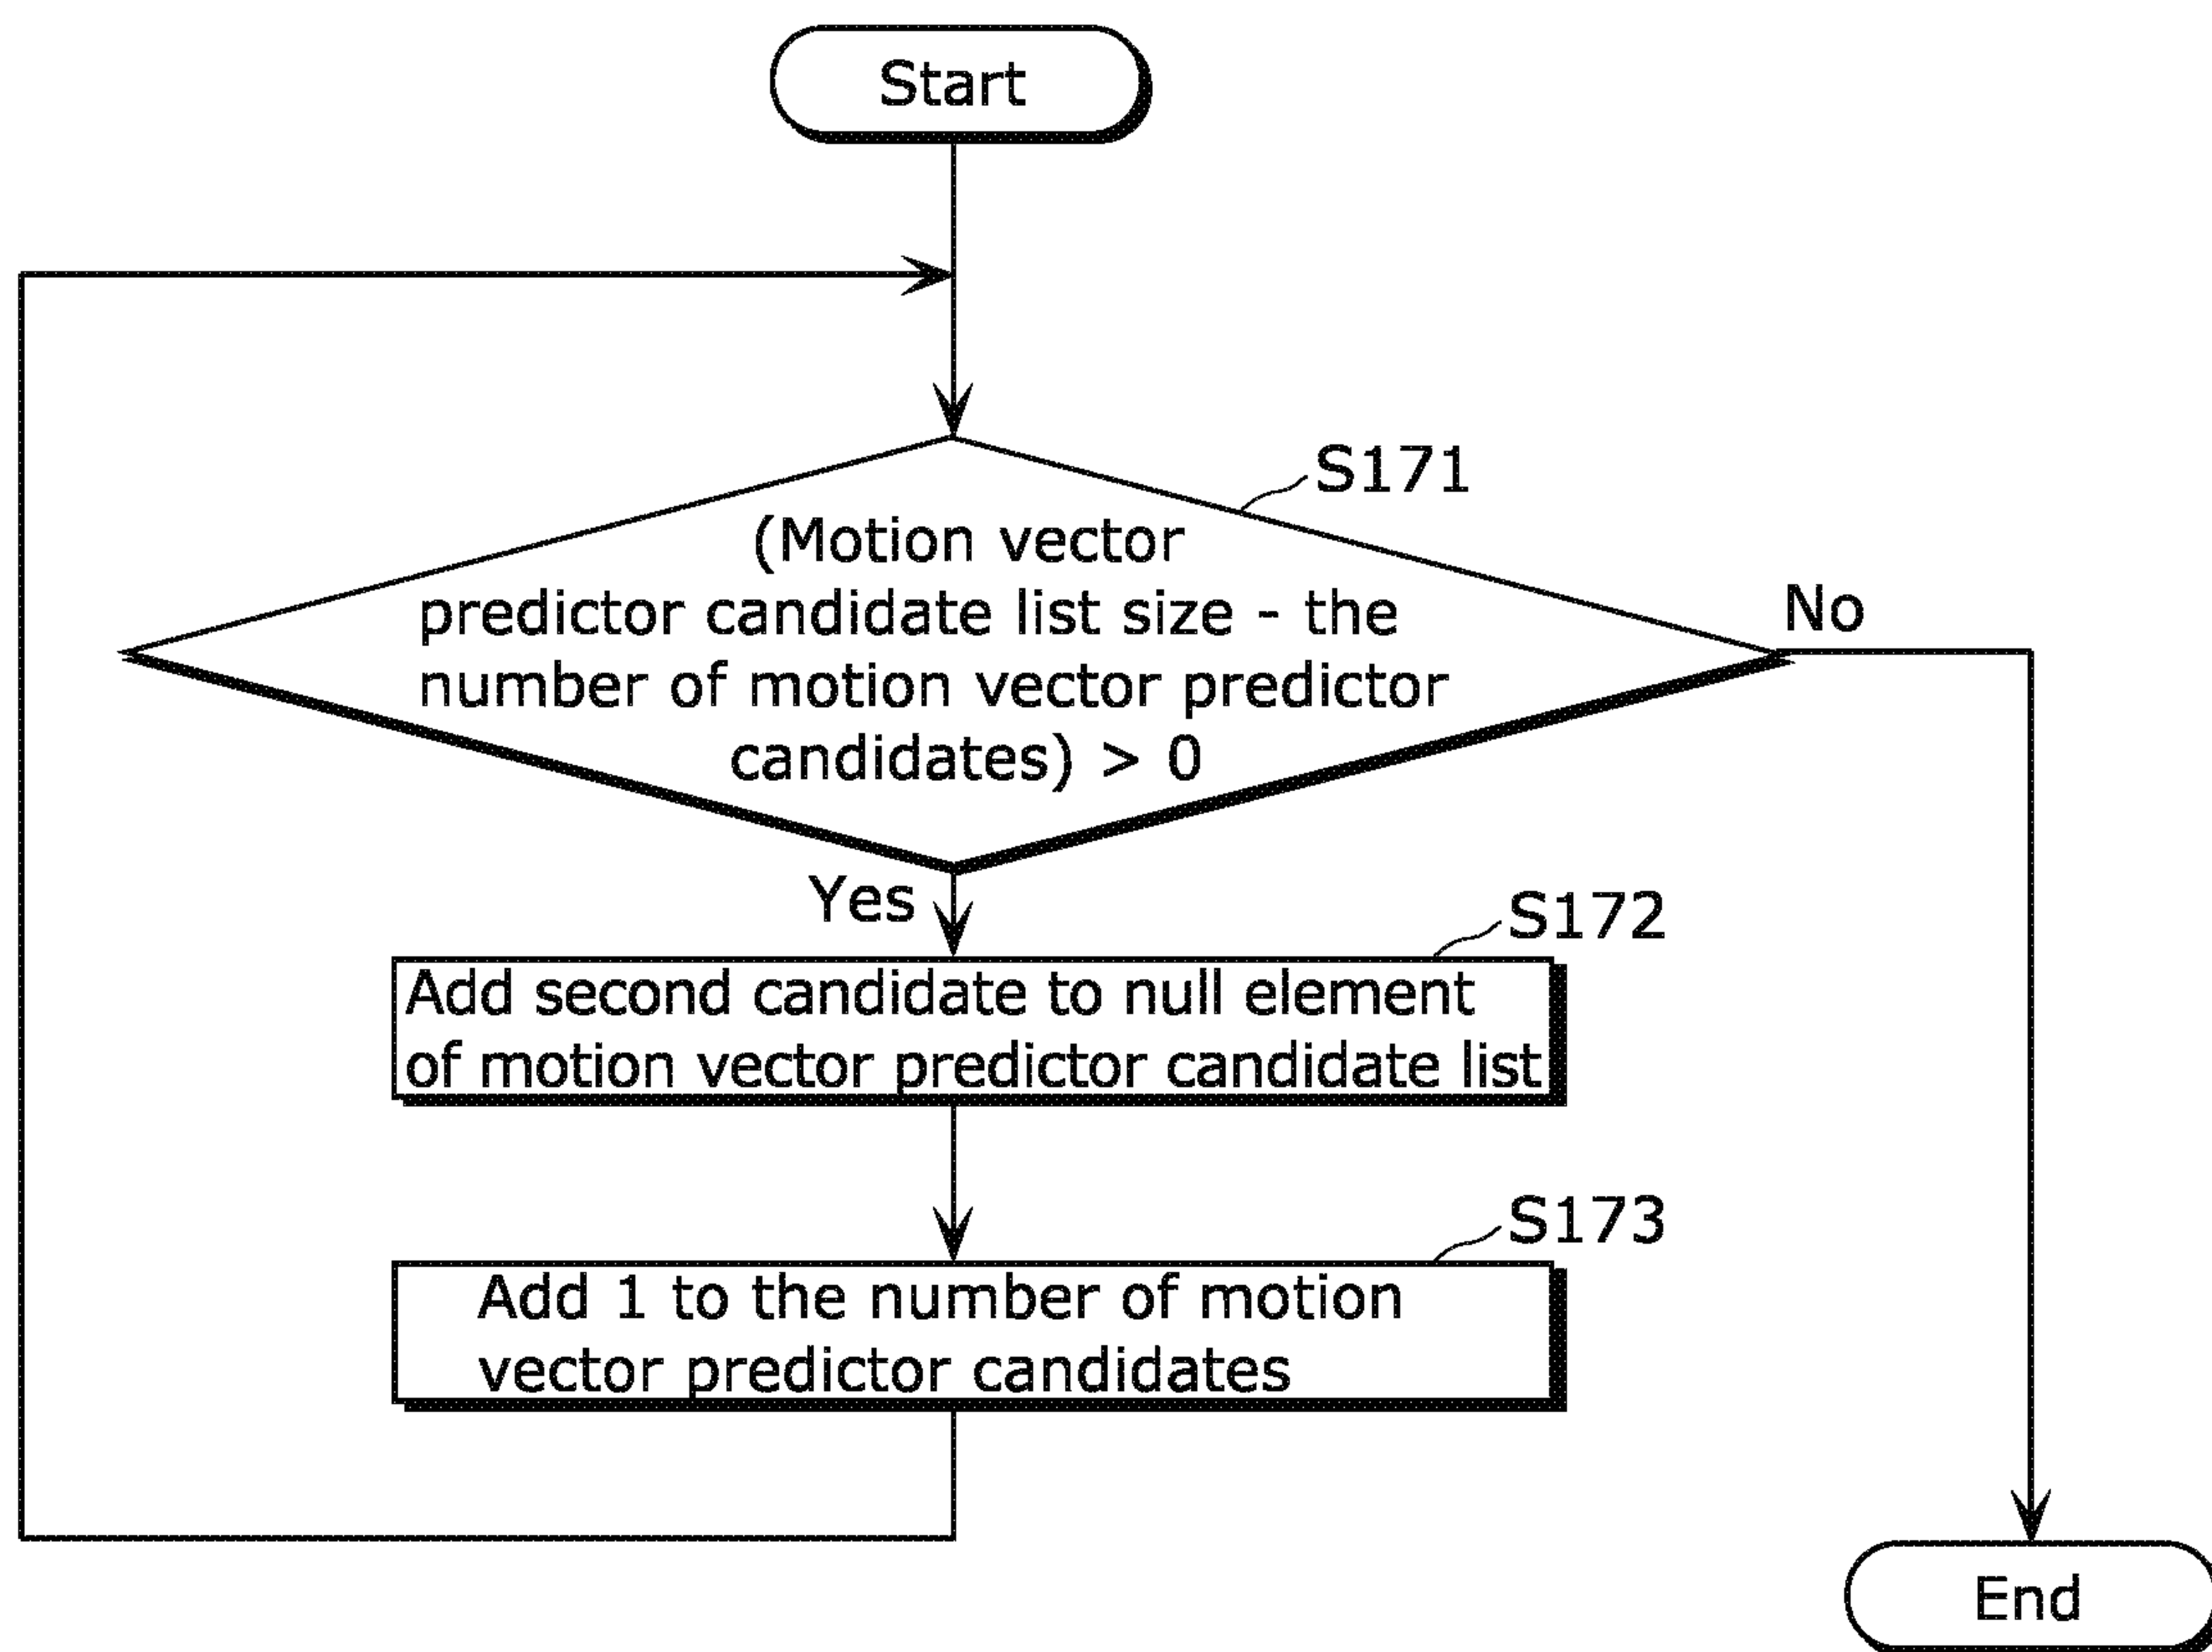 Start
S171
(Motion vector
predictor candidate list size - the
number of motion vector predictor
candidates) > 0
No
Yes
S172
Add second candidate to null element
of motion vector predictor candidate list
S173
Add 1 to the number of motion
vector predictor candidates
End